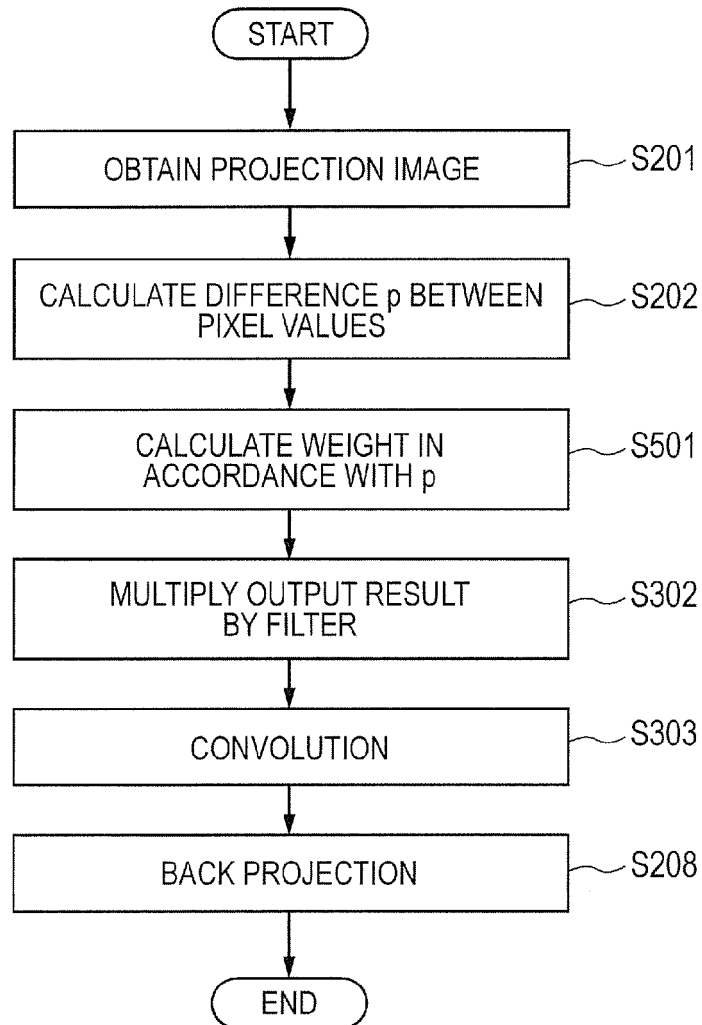 START
OBTAIN PROJECTION IMAGE
S201
CALCULATE DIFFERENCE p BETWEEN
PIXEL VALUES
S202
CALCULATE WEIGHT IN
ACCORDANCE WITH p
S501
MULTIPLY OUTPUT RESULT
BY FILTER
S302
CONVOLUTION
S303
BACK PROJECTION
S208
END